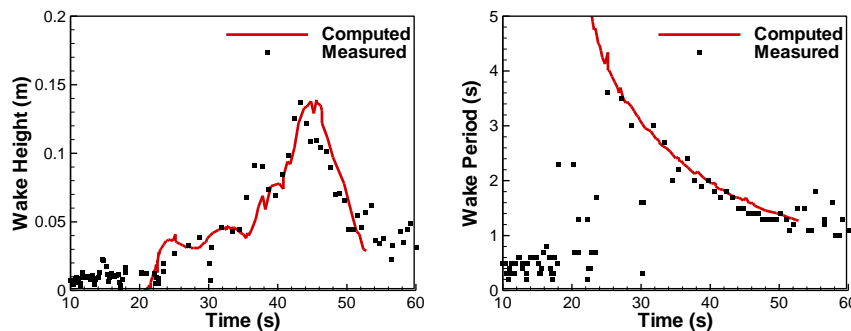 0.2
0.15
0.1
0.05
0
Wake Height (m)
Computed
Measured
10 20 30 40 50 60
Time (s)
5
4
3
2
1
0
Wake Period (s)
Computed
Measured
10 20 30 40 50 60
Time (s)